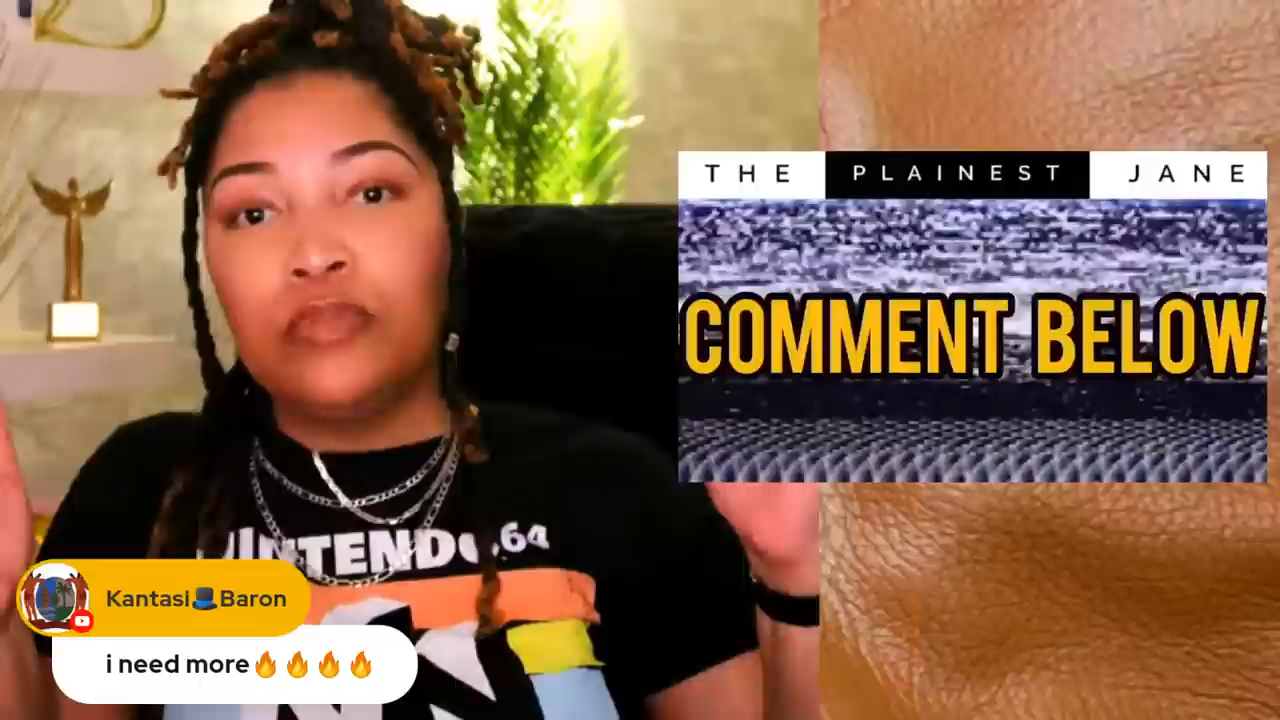 THE PLAINEST JANE
COMMENT BELOW
NINTENDO 64
Kantasi🎩Baron
i need more🔥🔥🔥🔥